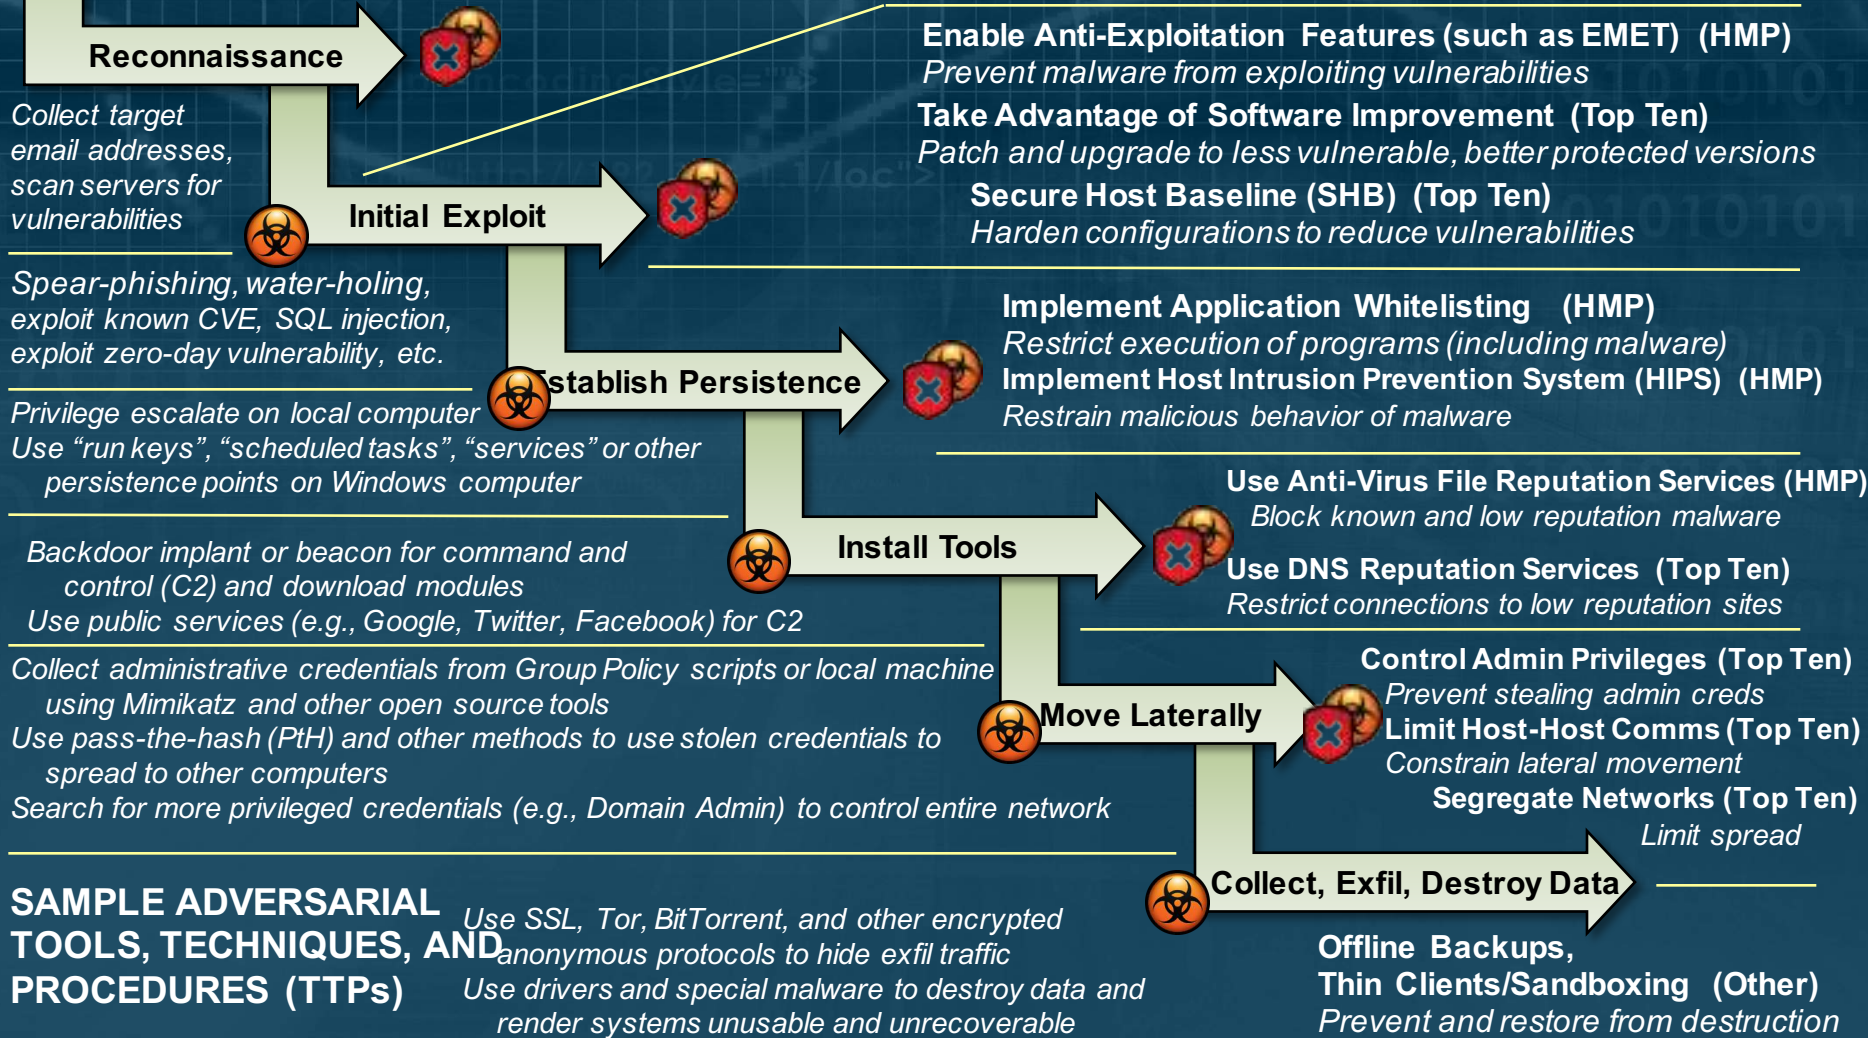 Reconnaissance
Collect target
email addresses,
scan servers for
vulnerabilities
Enable Anti-Exploitation Features (such as EMET) (HMP)
Prevent malware from exploiting vulnerabilities
Take Advantage of Software Improvement (Top Ten)
Patch and upgrade to less vulnerable, better protected versions
Secure Host Baseline (SHB) (Top Ten)
Harden configurations to reduce vulnerabilities
Initial Exploit
Spear-phishing, water-holing,
exploit known CVE, SQL injection,
exploit zero-day vulnerability, etc.
Implement Application Whitelisting (HMP)
Restrict execution of programs (including malware)
Implement Host Intrusion Prevention System (HIPS) (HMP)
Restrain malicious behavior of malware
Establish Persistence
Privilege escalate on local computer
Use “run keys”, “scheduled tasks”, “services” or other
persistence points on Windows computer
Use Anti-Virus File Reputation Services (HMP)
Block known and low reputation malware
Use DNS Reputation Services (Top Ten)
Restrict connections to low reputation sites
Install Tools
Backdoor implant or beacon for command and
control (C2) and download modules
Use public services (e.g., Google, Twitter, Facebook) for C2
Collect administrative credentials from Group Policy scripts or local machine
using Mimikatz and other open source tools
Use pass-the-hash (PtH) and other methods to use stolen credentials to
spread to other computers
Search for more privileged credentials (e.g., Domain Admin) to control entire network
Move Laterally
Control Admin Privileges (Top Ten)
Prevent stealing admin creds
Limit Host-Host Comms (Top Ten)
Constrain lateral movement
Segregate Networks (Top Ten)
Limit spread
Collect, Exfil, Destroy Data
SAMPLE ADVERSARIAL
TOOLS, TECHNIQUES, AND
PROCEDURES (TTPs)
Use SSL, Tor, BitTorrent, and other encrypted
anonymous protocols to hide exfil traffic
Use drivers and special malware to destroy data and
render systems unusable and unrecoverable
Offline Backups,
Thin Clients/Sandboxing (Other)
Prevent and restore from destruction